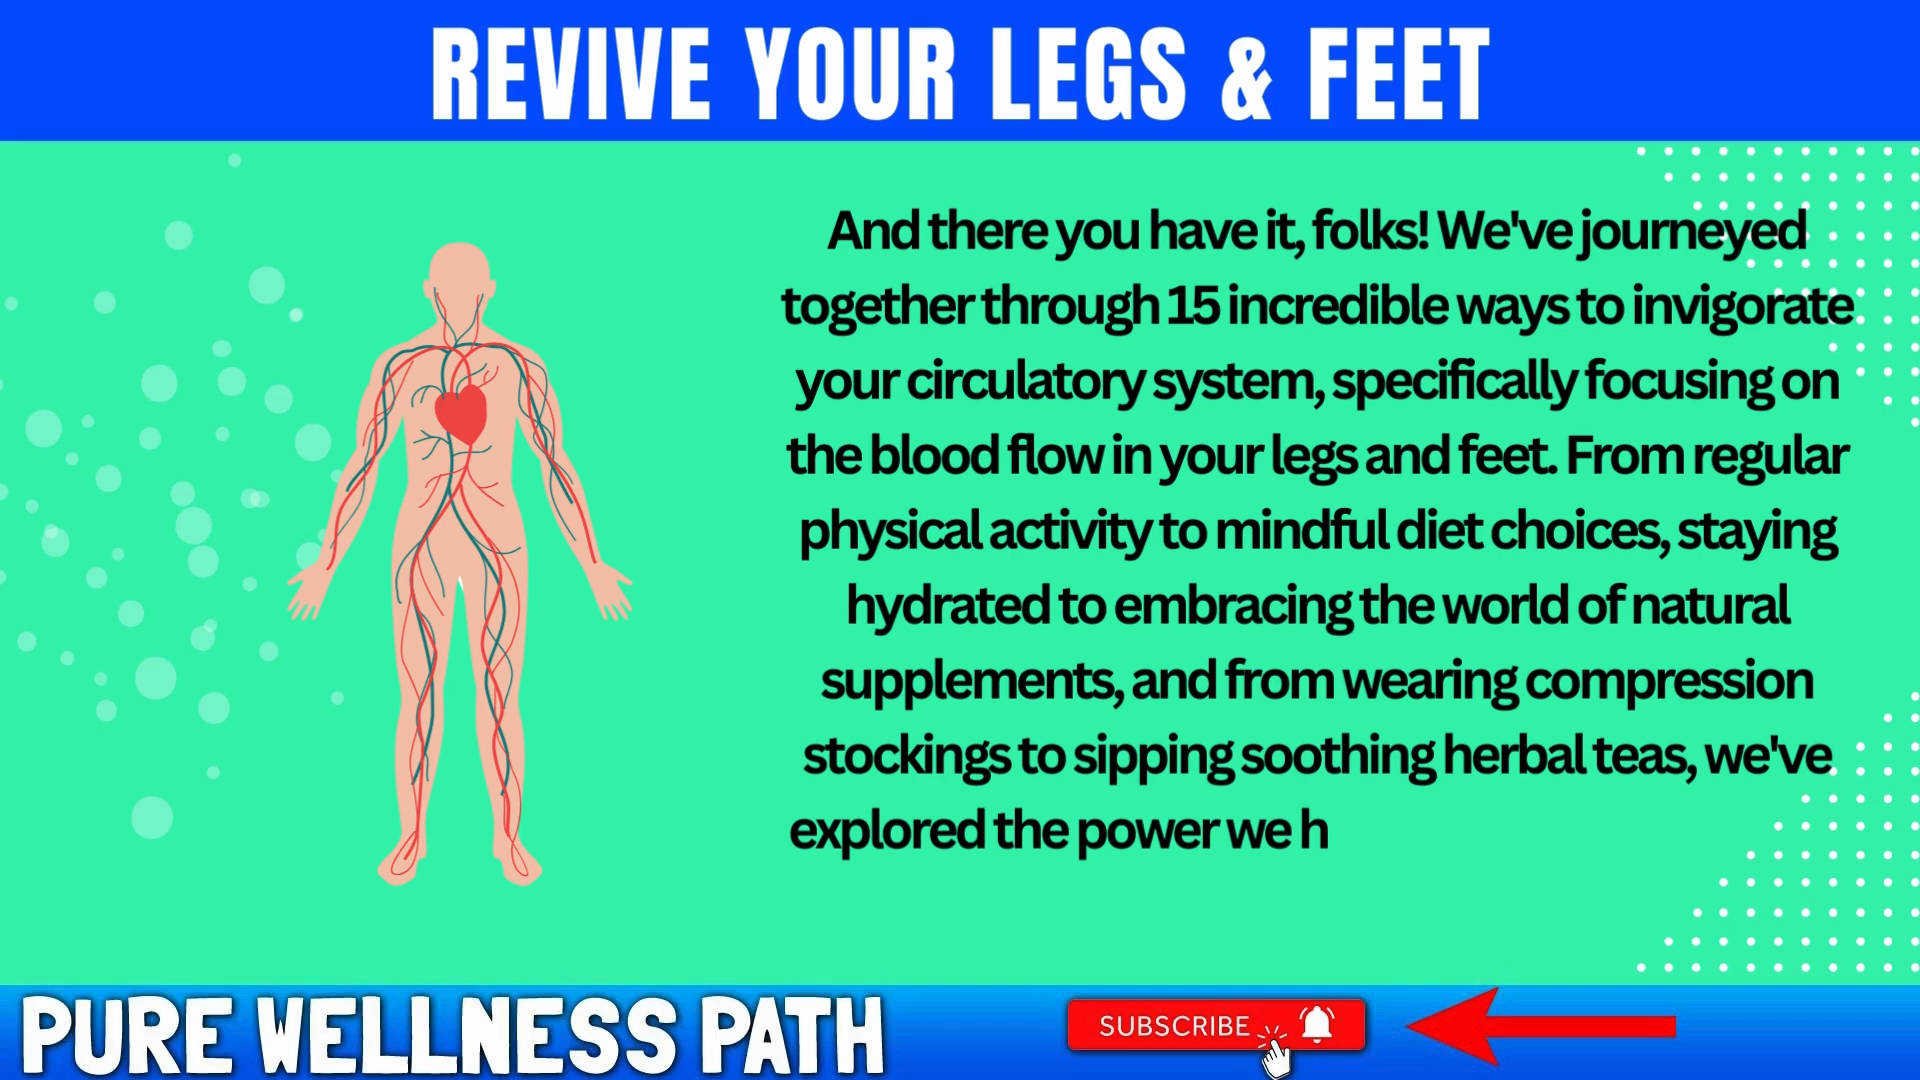 REVIVE YOUR LEGS & FEET
And there you have it, folks! We've journeyed
together through 15 incredible ways to invigorate
your circulatory system, specifically focusing on
the blood flow in your legs and feet. From regular
physical activity to mindful diet choices, staying
hydrated to embracing the world of natural
supplements, and from wearing compression
stockings to sipping soothing herbal teas, we've
explored the power we h
PURE WELLNESS PATH
SUBSCRIBE